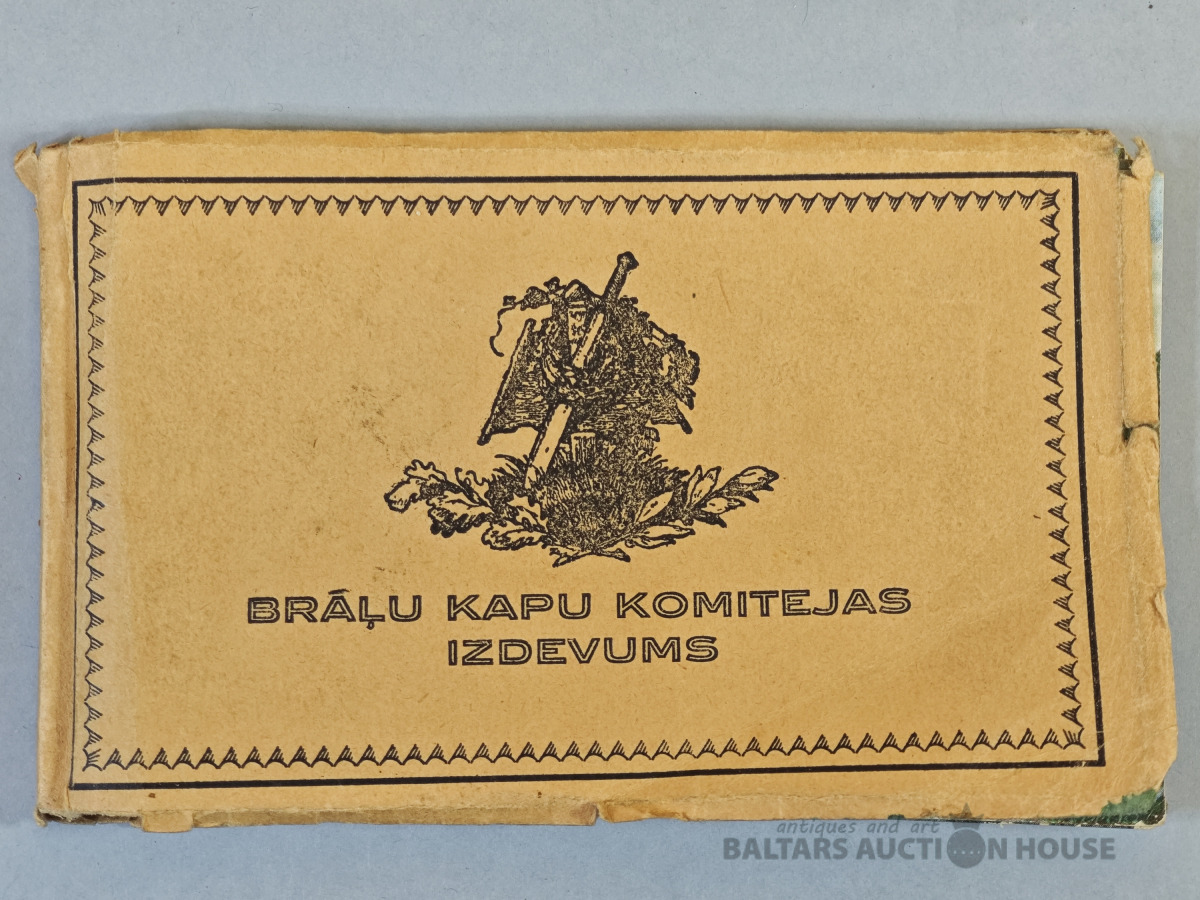 BRĀĻU KAPU KOMITEJAS
IZDEVUMS
antiques and art
BALTARS AUCTION HOUSE